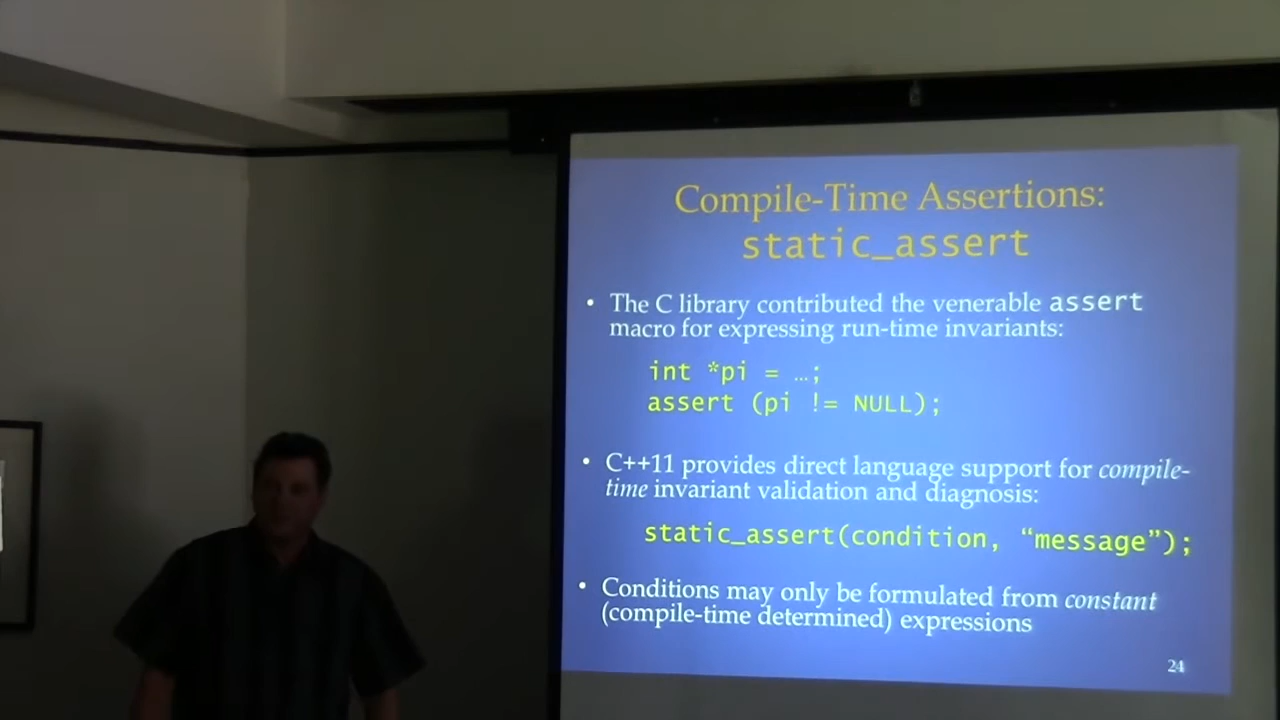 Compile-Time Assertions:
static_assert
• The C library contributed the venerable assert
macro for expressing run-time invariants:
int *pi = …;
assert (pi != NULL);
• C++11 provides direct language support for compile-
time invariant validation and diagnosis:
static_assert(condition, “message”);
• Conditions may only be formulated from constant
(compile-time determined) expressions
24